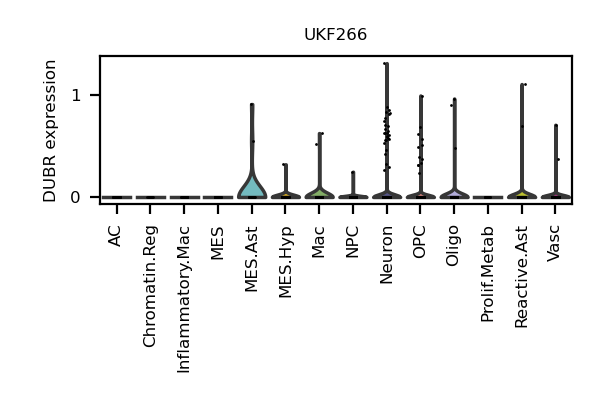 UKF266
DUBR expression
1
0
AC
Chromatin.Reg
Inflammatory.Mac
MES
MES.Ast
MES.Hyp
Mac
NPC
Neuron
OPC
Oligo
Prolif.Metab
Reactive.Ast
Vasc